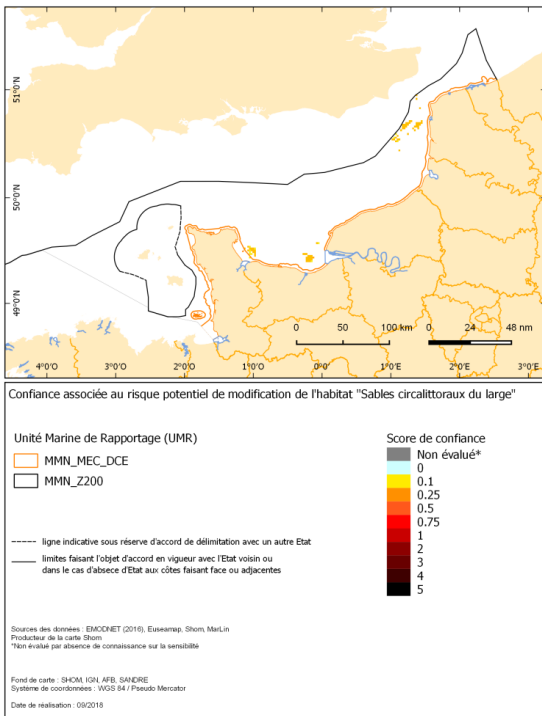 51°0'N
50°0'N
49°0'N
0 50 100 km 0 24 48 nm
4°0'O 3°0'O 2°0'O 1°0'O 0°0'O 1°0'E 2°0'E
Confiance associée au risque potentiel de modification de l'habitat "Sables circalittoraux du large"
Unité Marine de Rapportage (UMR)
MMN_MEC_DCE
MMN_Z200
Score de confiance
Non évalué*
0
0.1
0.25
0.5
0.75
1
2
3
4
5
ligne indicative sous réserve d'accord de délimitation avec un autre Etat
limites faisant l'objet d'accord en vigueur avec l'Etat voisin ou
dans le cas d'absece d'Etat aux côtes faisant face ou adjacentes
Sources des données : EMODNET (2016), Euseamap, Shom, MarLin
Producteur de la carte Shom
*Non évalué par absence de connaissance sur la sensibilité
Fond de carte : SHOM, IGN, AFB, SANDRE
Système de coordonnées : WGS 84 / Pseudo Mercator
Date de réalisation : 09/2018